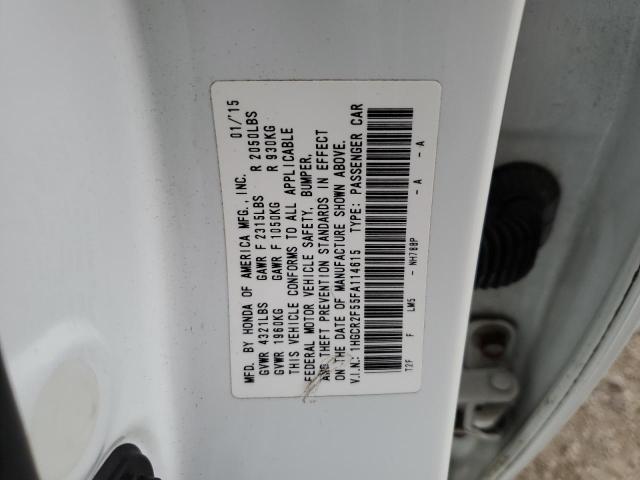 MFD. BY HONDA OF AMERICA MFG., INC. 01/'15
GVWR 4321LBS GAWR F 2315LBS R 2050LBS
GVWR 1960KG GAWR F 1050KG R 930KG
THIS VEHICLE CONFORMS TO ALL APPLICABLE
FEDERAL MOTOR VEHICLE SAFETY, BUMPER,
AND THEFT PREVENTION STANDARDS IN EFFECT
ON THE DATE OF MANUFACTURE SHOWN ABOVE.
V.I.N.: 1HGCR2F55FA114615 TYPE: PASSENGER CAR
T2F F LM5 - NH788P - A - A